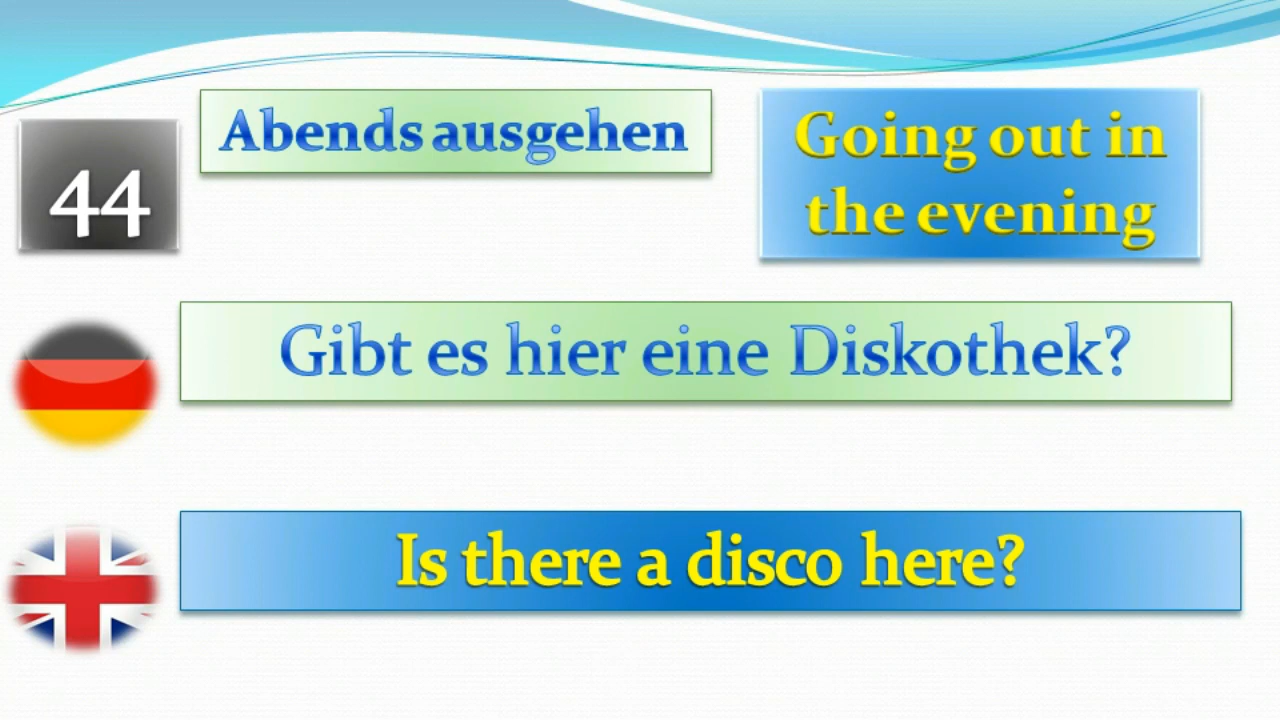 44
Abends ausgehen
Going out in
the evening
Gibt es hier eine Diskothek?
Is there a disco here?